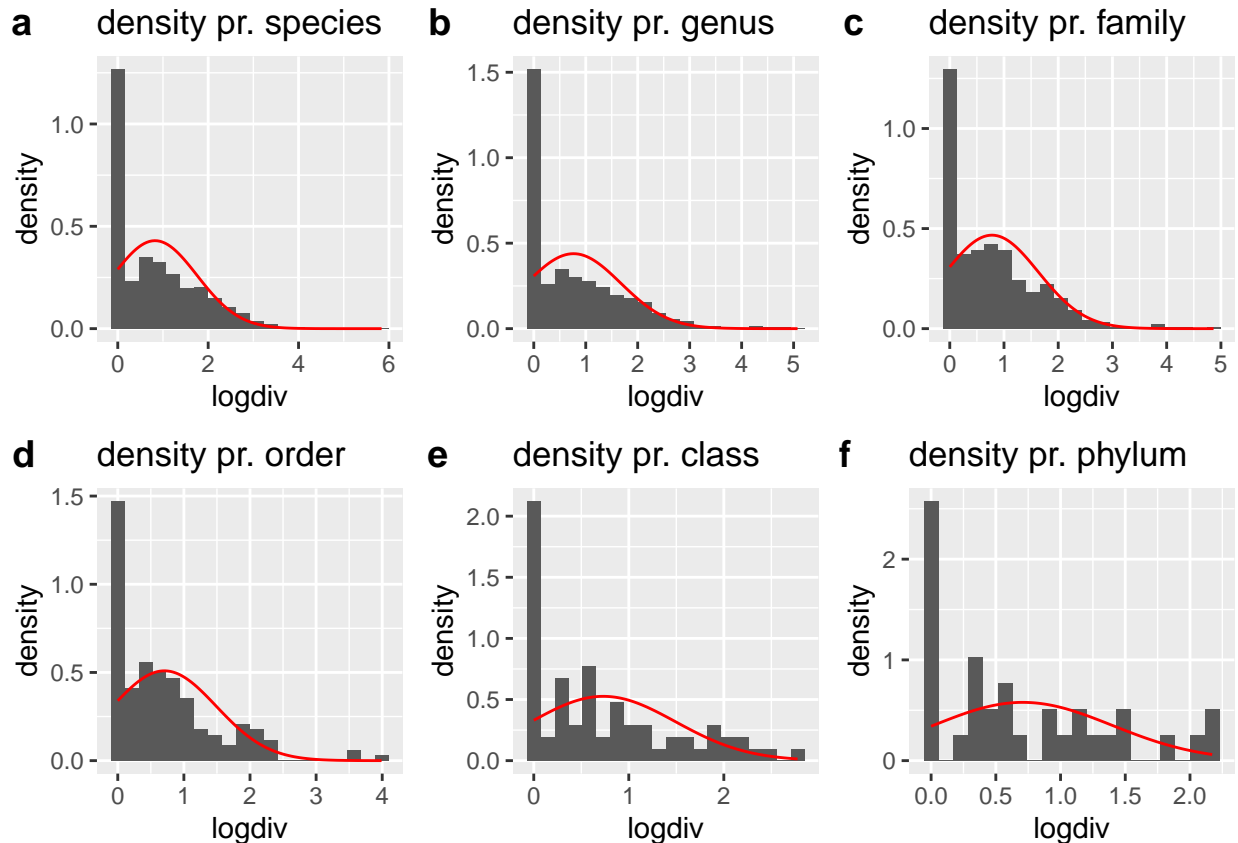 a density pr. species
density
1.0
0.5
0.0
0 2 4 6
logdiv
b density pr. genus
density
1.5
1.0
0.5
0.0
0 1 2 3 4 5
logdiv
c density pr. family
density
1.0
0.5
0.0
0 1 2 3 4 5
logdiv
d density pr. order
density
1.5
1.0
0.5
0.0
0 1 2 3 4
logdiv
e density pr. class
density
2.0
1.5
1.0
0.5
0.0
0 1 2
logdiv
f density pr. phylum
density
2
1
0
0.0 0.5 1.0 1.5 2.0
logdiv